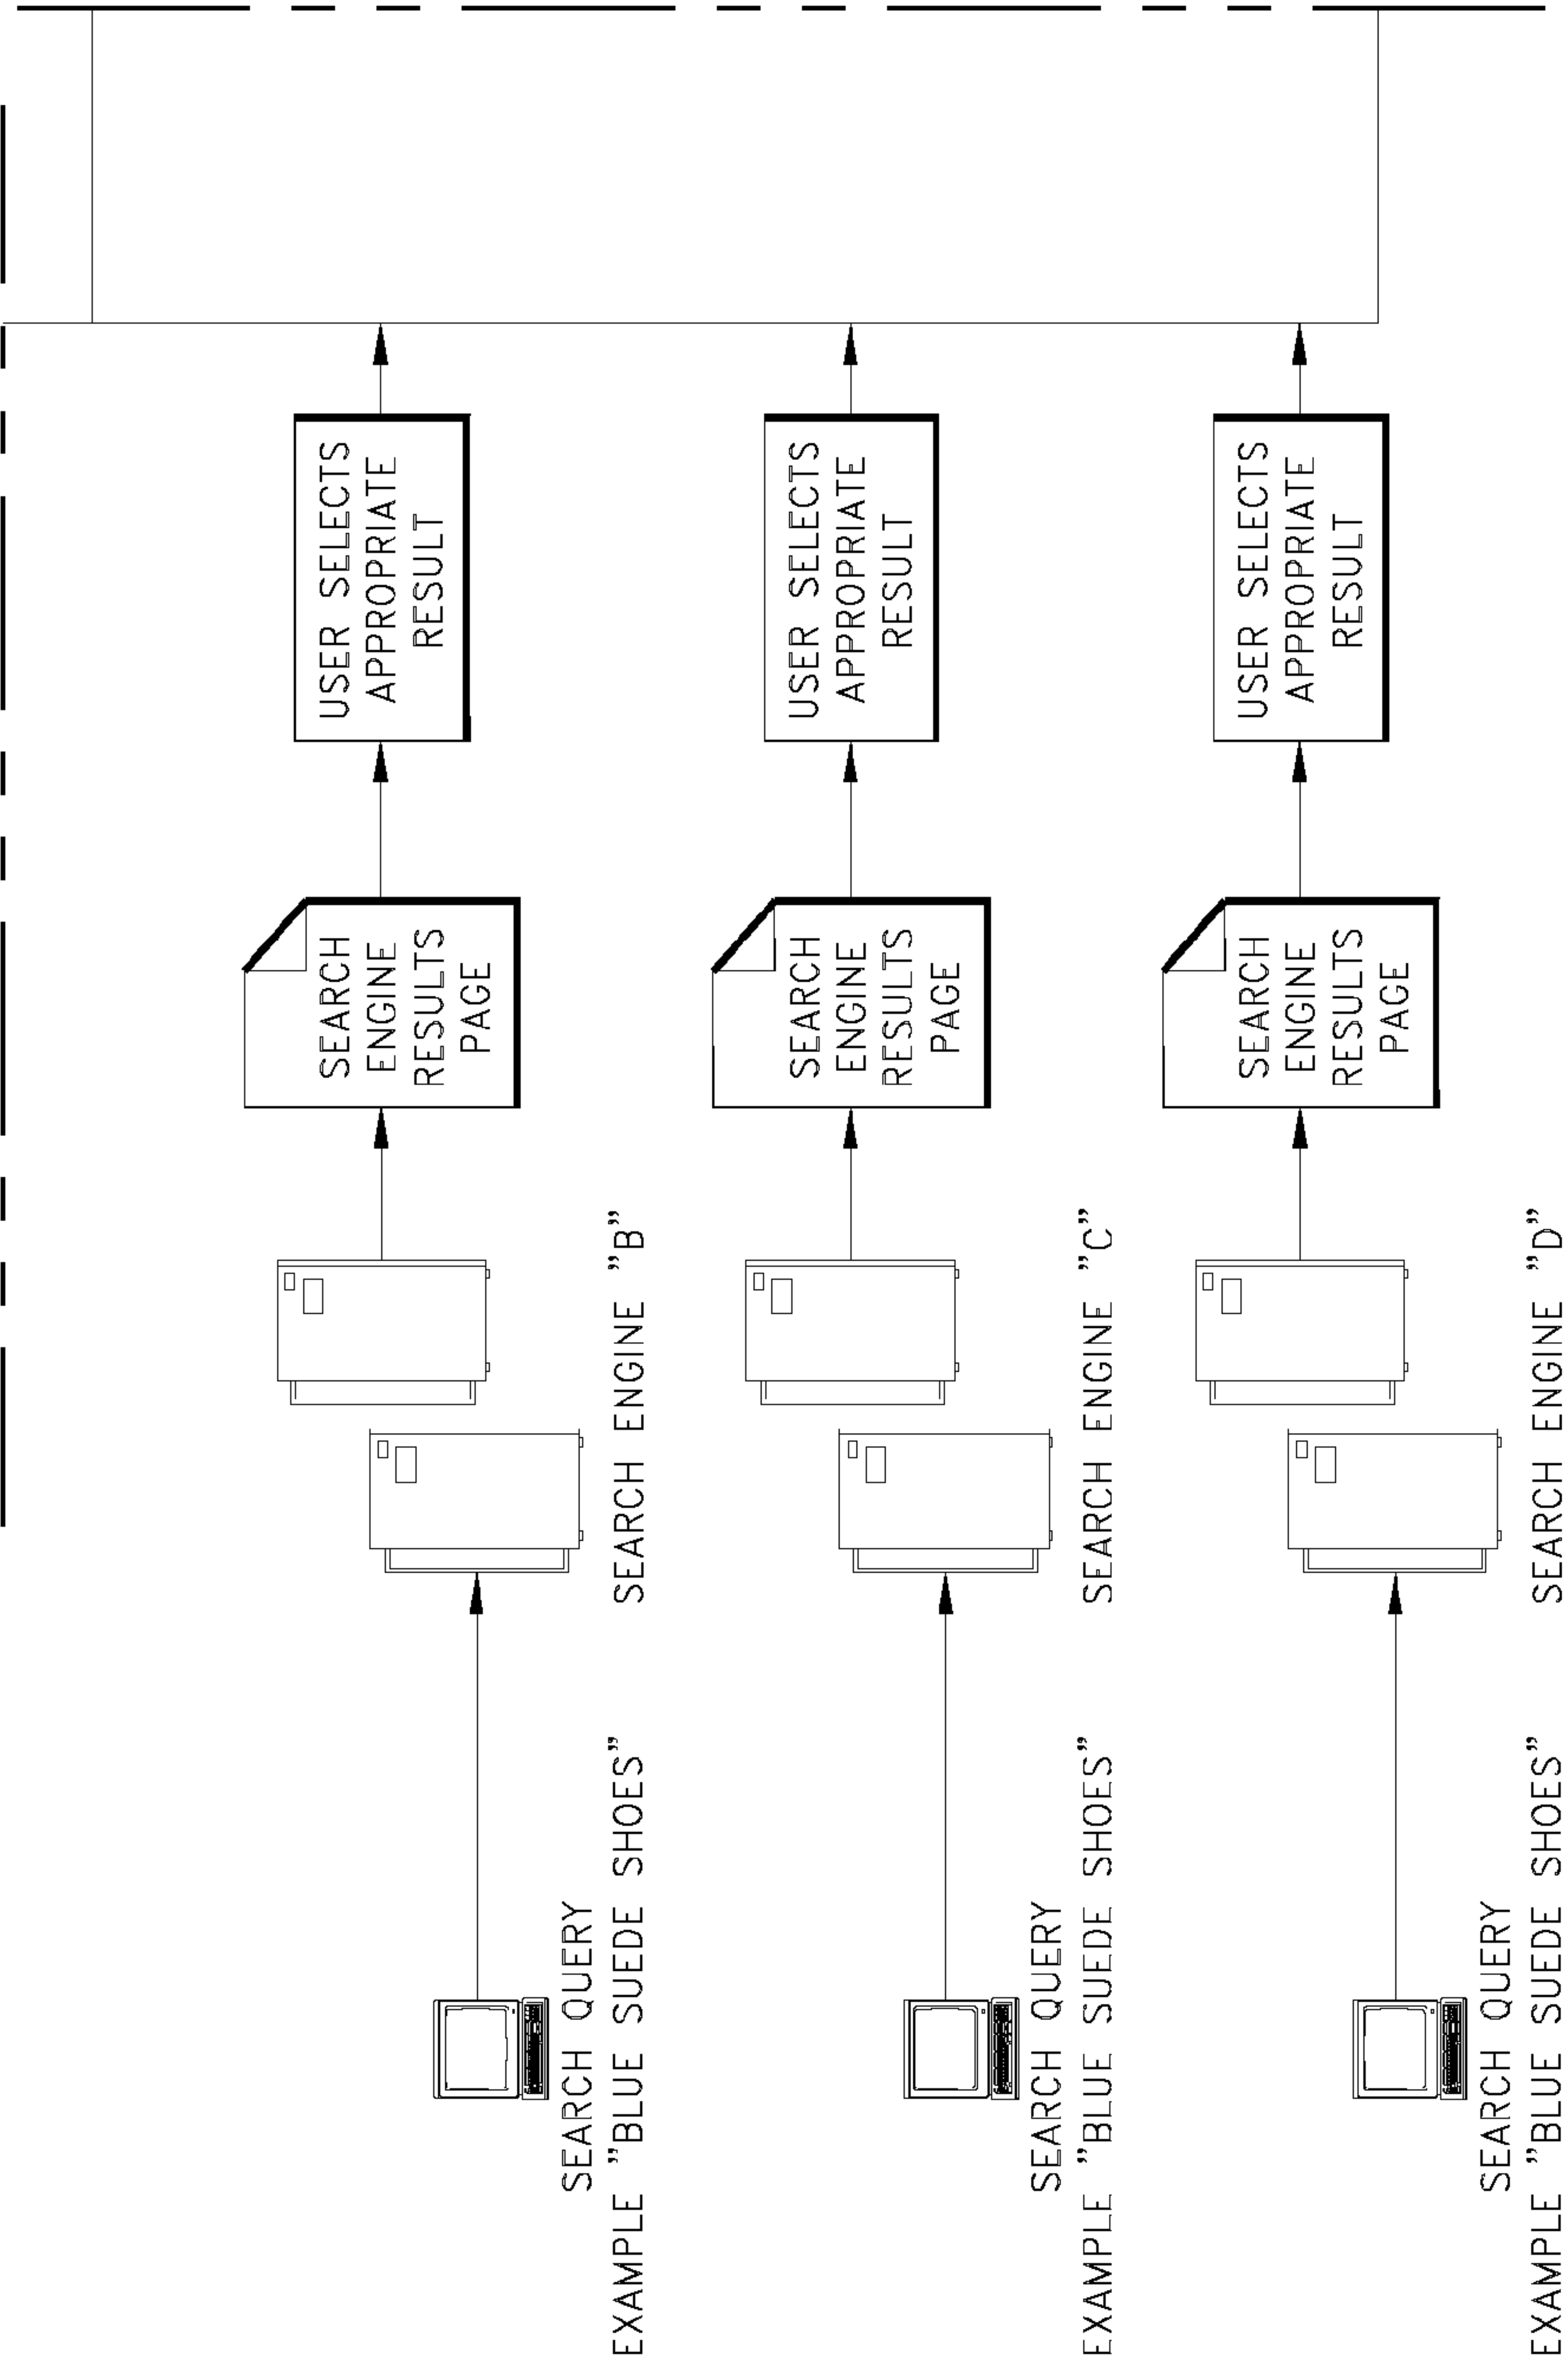 SEARCH QUERY
EXAMPLE "BLUE SUEDE SHOES"
SEARCH ENGINE "B"
SEARCH
ENGINE
RESULTS
PAGE
USER SELECTS
APPROPRIATE
RESULT
SEARCH QUERY
EXAMPLE "BLUE SUEDE SHOES"
SEARCH ENGINE "C"
SEARCH
ENGINE
RESULTS
PAGE
USER SELECTS
APPROPRIATE
RESULT
SEARCH QUERY
EXAMPLE "BLUE SUEDE SHOES"
SEARCH ENGINE "D"
SEARCH
ENGINE
RESULTS
PAGE
USER SELECTS
APPROPRIATE
RESULT